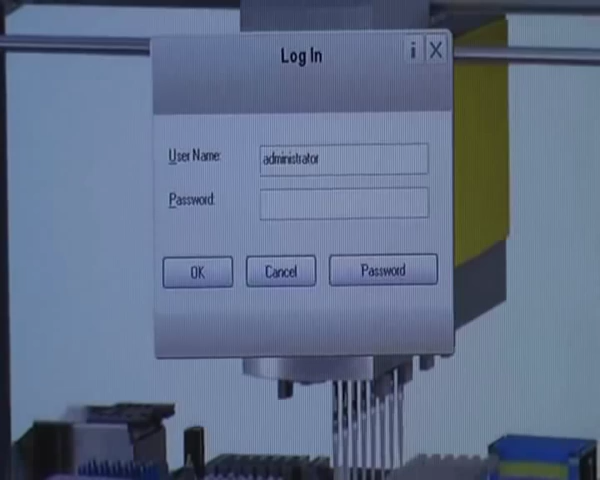 Log In
i X
User Name:
administrator
Password:
OK Cancel Password